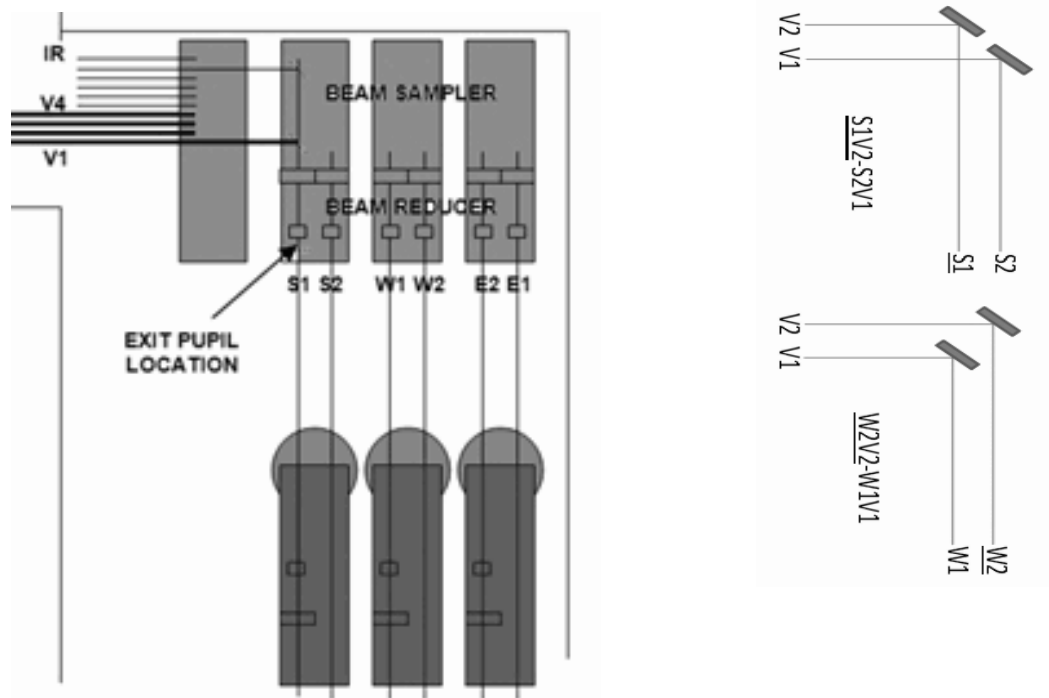 IR
V4
V1
BEAM SAMPLER
BEAM REDUCER
S1 S2 W1 W2 E2 E1
EXIT PUPIL
LOCATION
V2
V1
S1V2-S2V1
S1 S2
V2
V1
W2V2-W1V1
W1 W2